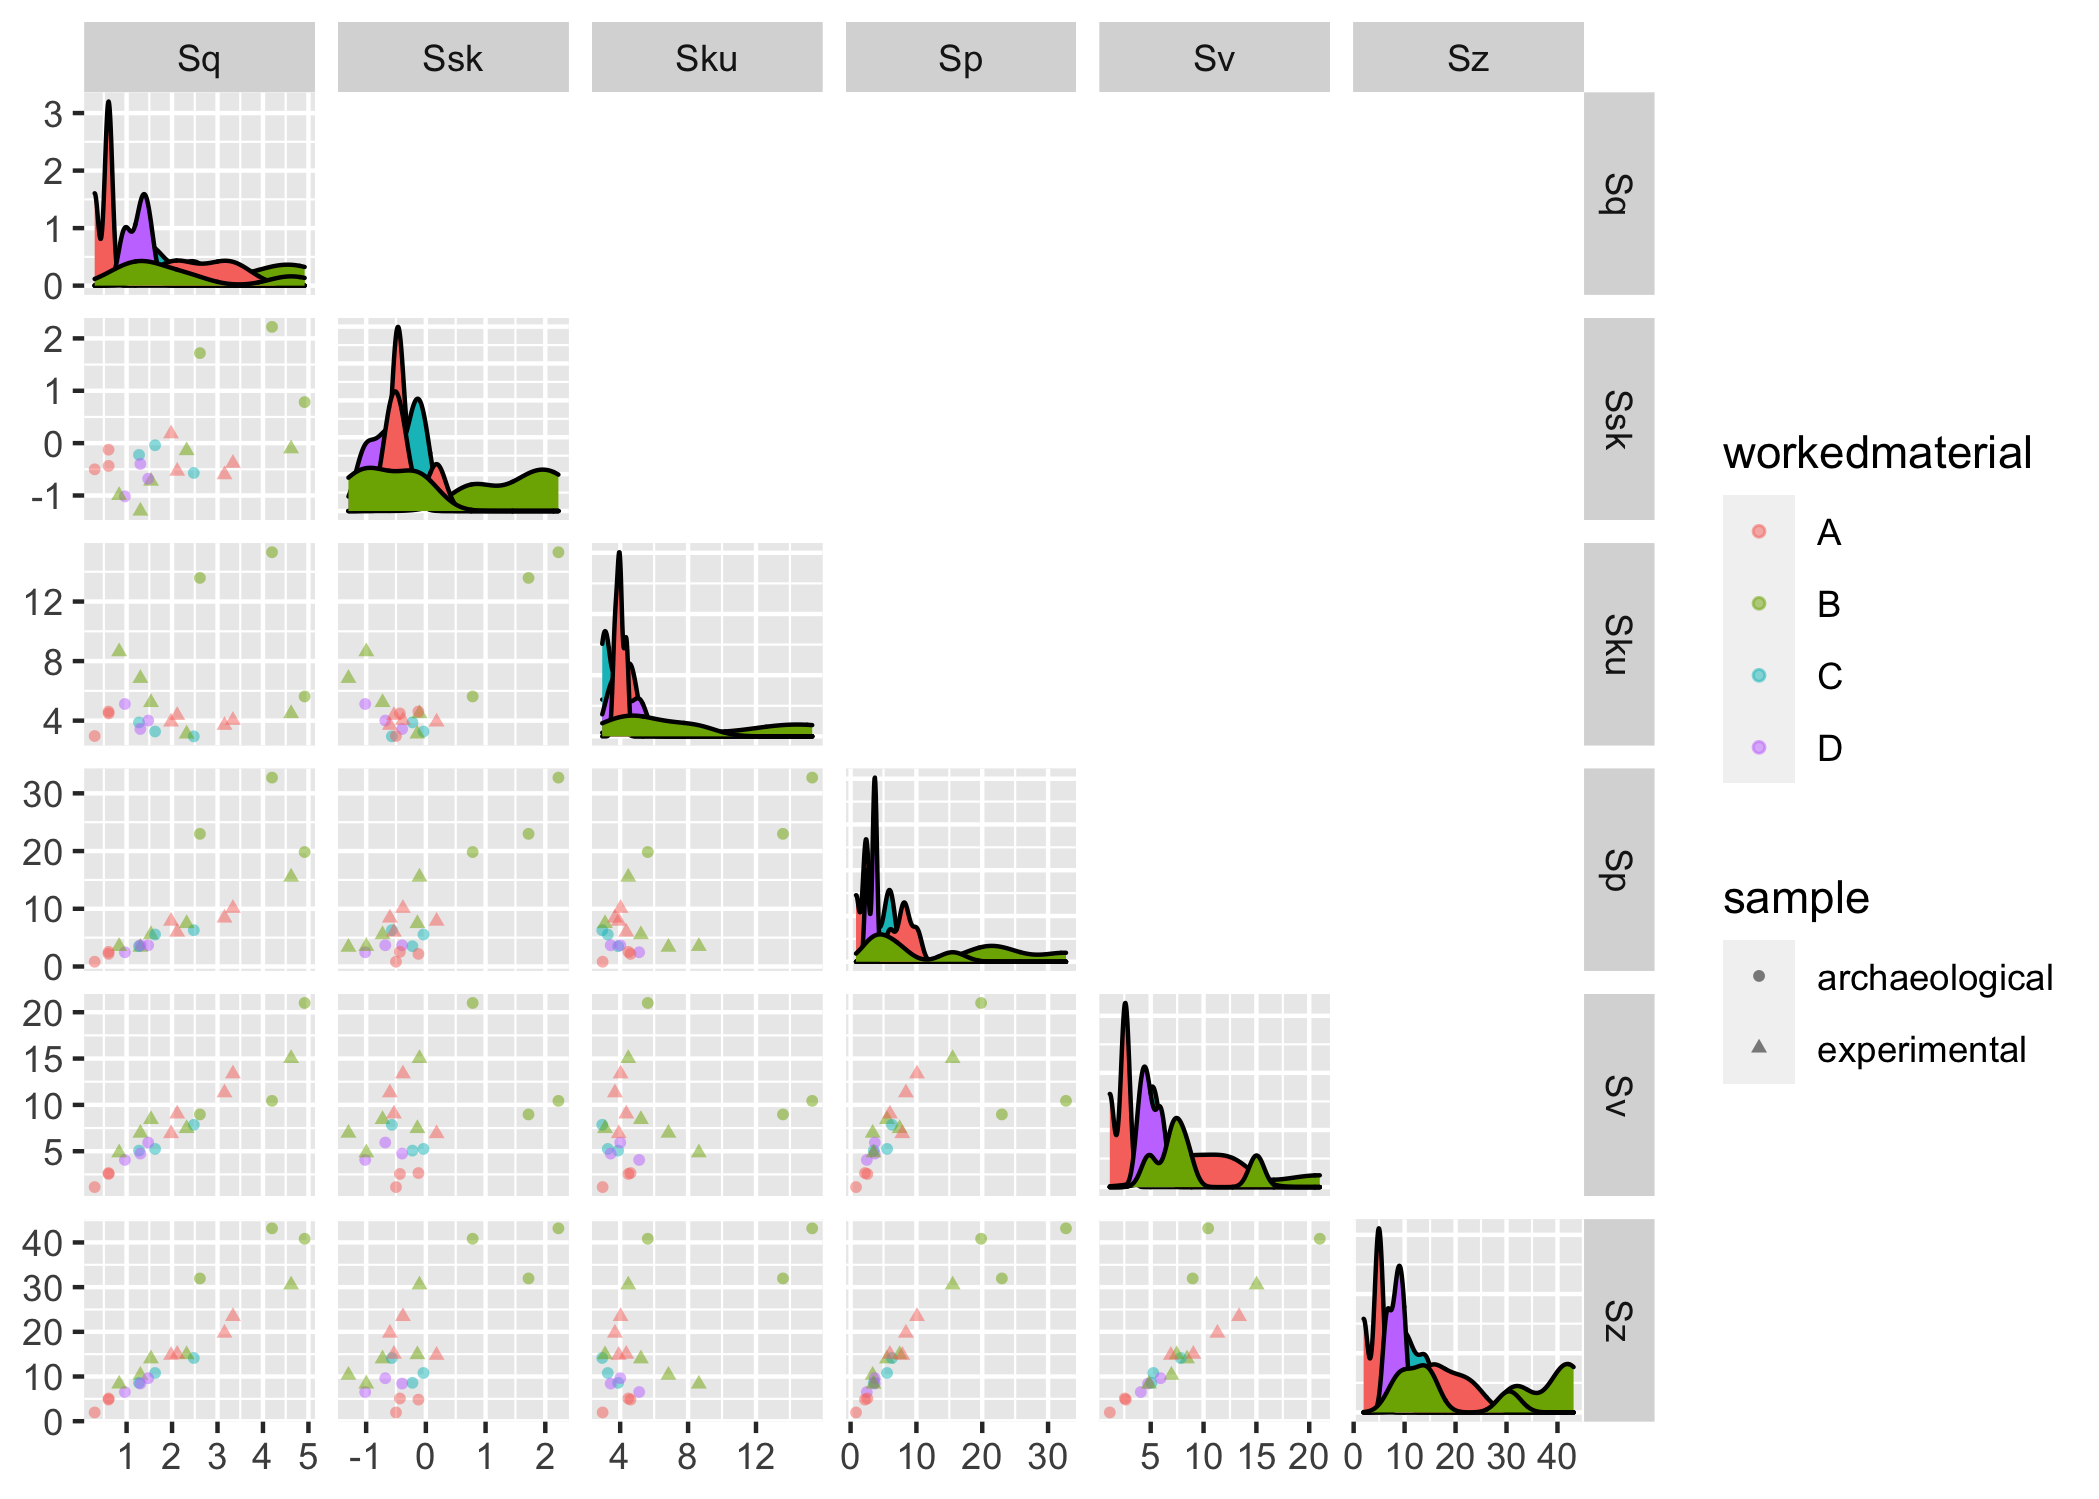 Sq Ssk Sku Sp Sv Sz
3
2
1
0
Sq
2
1
0
-1
Ssk
12
8
4
Sku
30
20
10
0
Sp
20
15
10
5
Sv
40
30
20
10
0
Sz
1 2 3 4 5 -1 0 1 2 4 8 12 0 10 20 30 5 10 15 20 0 10 20 30 40
workedmaterial
A
B
C
D
sample
archaeological
experimental